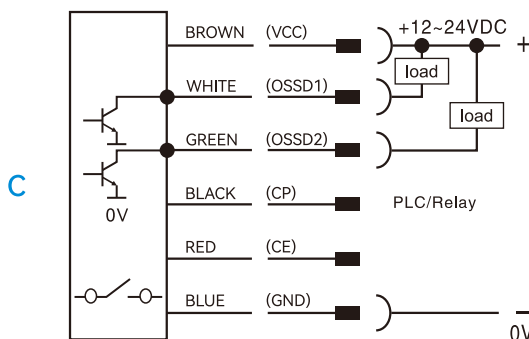 +12~24VDC
BROWN (VCC) +
load
WHITE (OSSD1)
load
GREEN (OSSD2)
C
BLACK (CP) PLC/Relay
0V
RED (CE)
BLUE (GND) −
0V